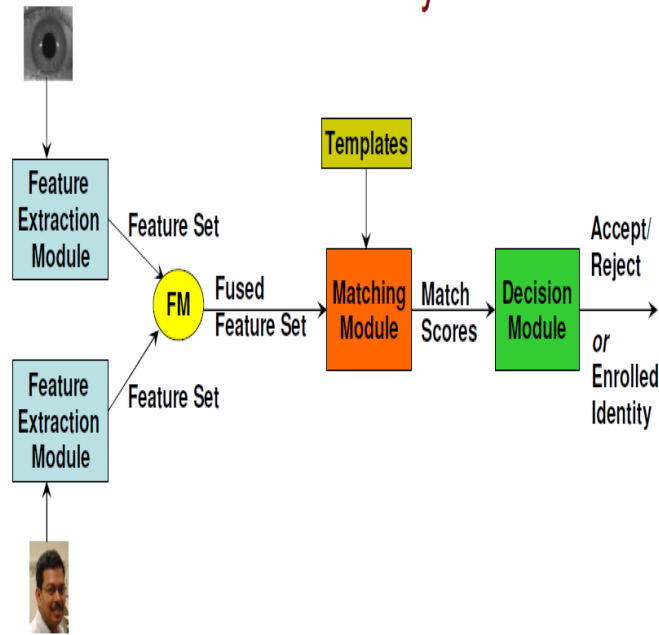 Templates
Feature
Extraction
Module
Feature Set
FM
Fused
Feature Set
Matching
Module
Match
Scores
Decision
Module
Accept/
Reject
or
Enrolled
Identity
Feature
Extraction
Module
Feature Set